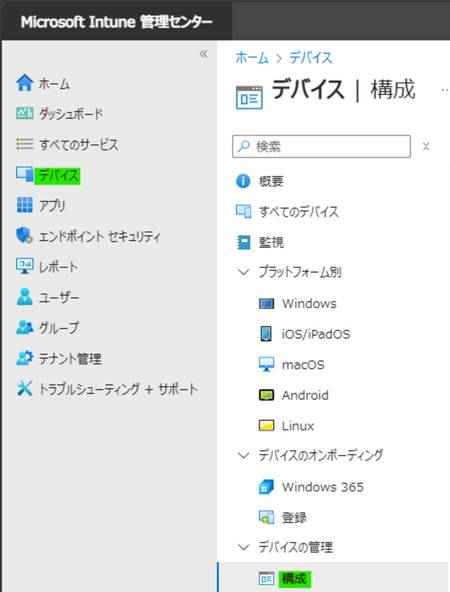 Microsoft Intune 管理センター
«
ホーム
ダッシュボード
すべてのサービス
デバイス
アプリ
エンドポイント セキュリティ
レポート
ユーザー
グループ
テナント管理
トラブルシューティング + サポート
ホーム > デバイス
デバイス | 構成 ...
検索
概要
すべてのデバイス
監視
プラットフォーム別
Windows
iOS/iPadOS
macOS
Android
Linux
デバイスのオンボーディング
Windows 365
登録
デバイスの管理
構成